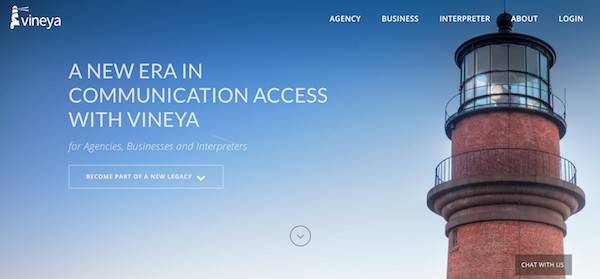 vineya
AGENCY BUSINESS INTERPRETER ABOUT LOGIN
A NEW ERA IN
COMMUNICATION ACCESS
WITH VINEYA
for Agencies, Businesses and Interpreters
BECOME PART OF A NEW LEGACY
CHAT WITH US.